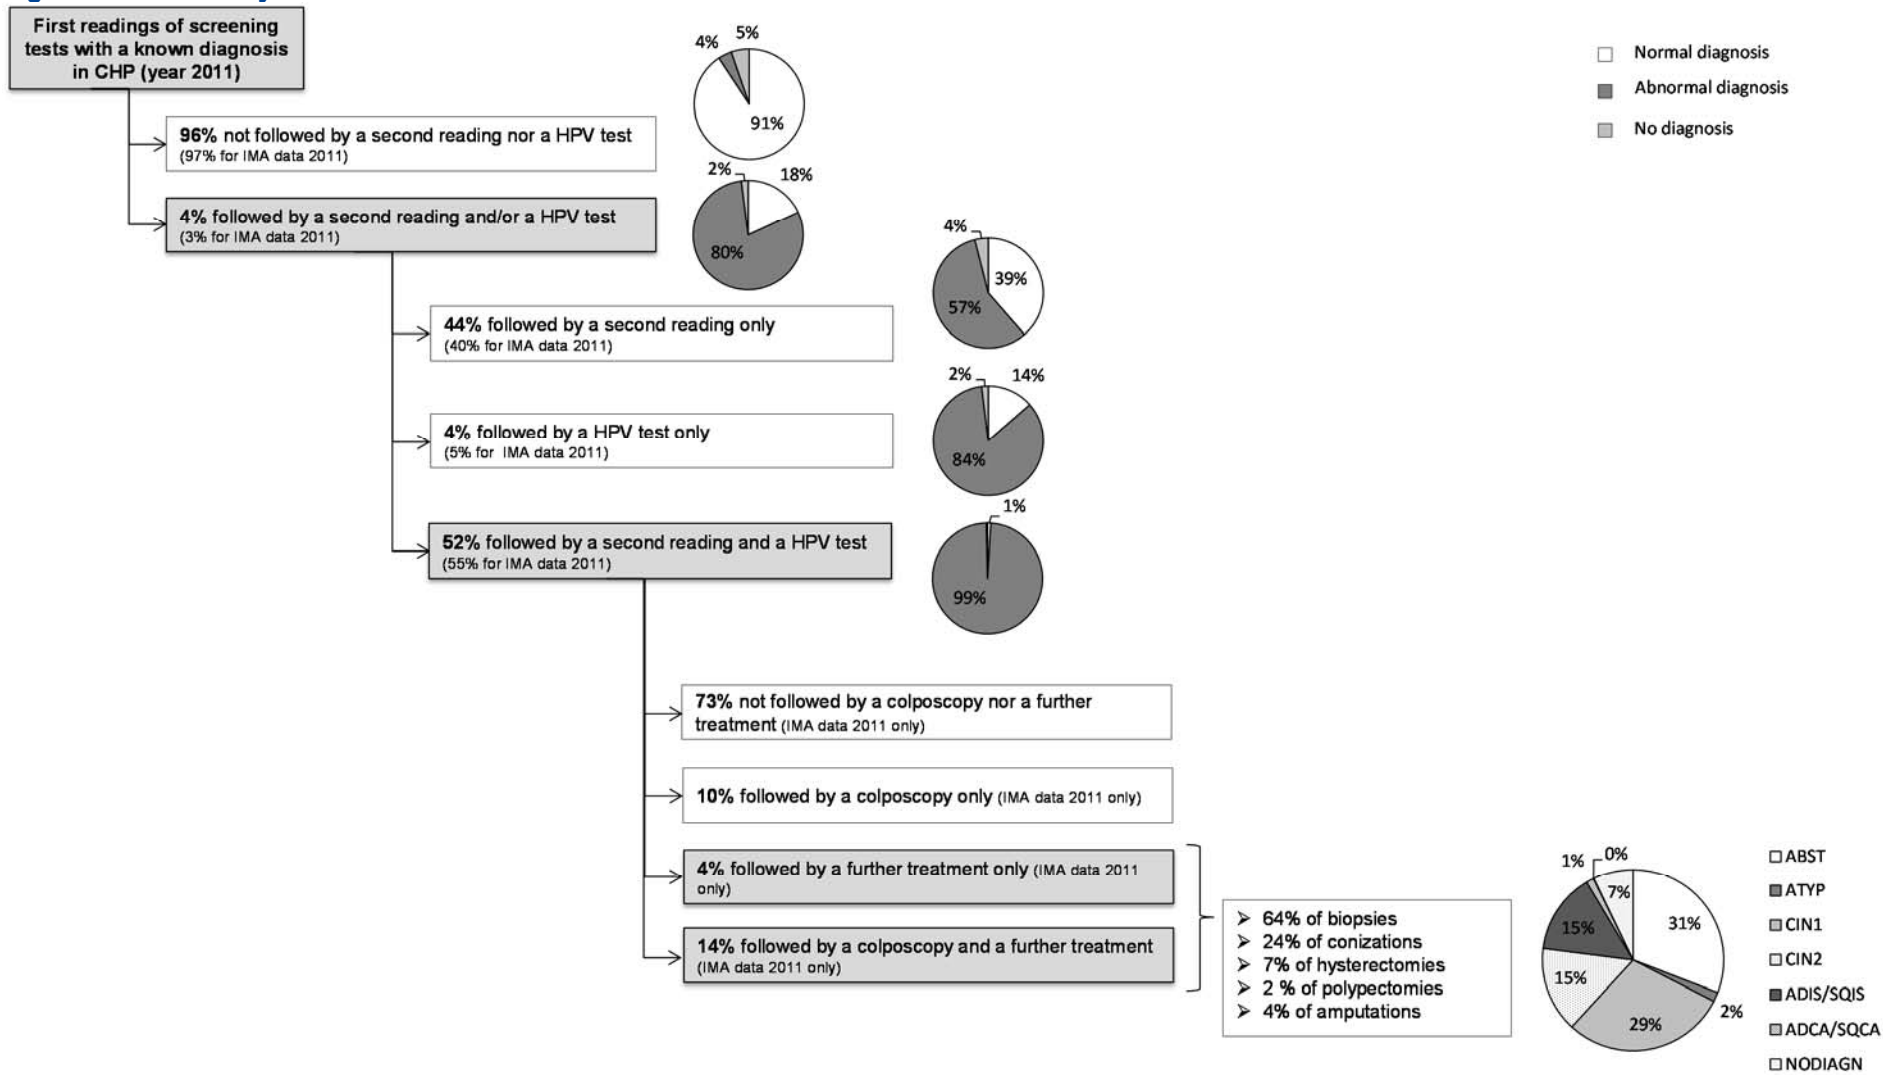 First readings of screening
tests with a known diagnosis
in CHP (year 2011)
4%
5%
91%
Normal diagnosis
Abnormal diagnosis
No diagnosis
96% not followed by a second reading nor a HPV test
(97% for IMA data 2011)
2%
18%
80%
4% followed by a second reading and/or a HPV test
(3% for IMA data 2011)
4%
39%
57%
44% followed by a second reading only
(40% for IMA data 2011)
2%
14%
84%
4% followed by a HPV test only
(5% for IMA data 2011)
1%
99%
52% followed by a second reading and a HPV test
(55% for IMA data 2011)
73% not followed by a colposcopy nor a further
treatment (IMA data 2011 only)
10% followed by a colposcopy only (IMA data 2011 only)
4% followed by a further treatment only (IMA data 2011
only)
14% followed by a colposcopy and a further treatment
(IMA data 2011 only)
➢ 64% of biopsies
➢ 24% of conizations
➢ 7% of hysterectomies
➢ 2 % of polypectomies
➢ 4% of amputations
1%
0%
7%
31%
15%
15%
2%
29%
ABST
ATYP
CIN1
CIN2
ADIS/SQIS
ADCA/SQCA
NODIAGN